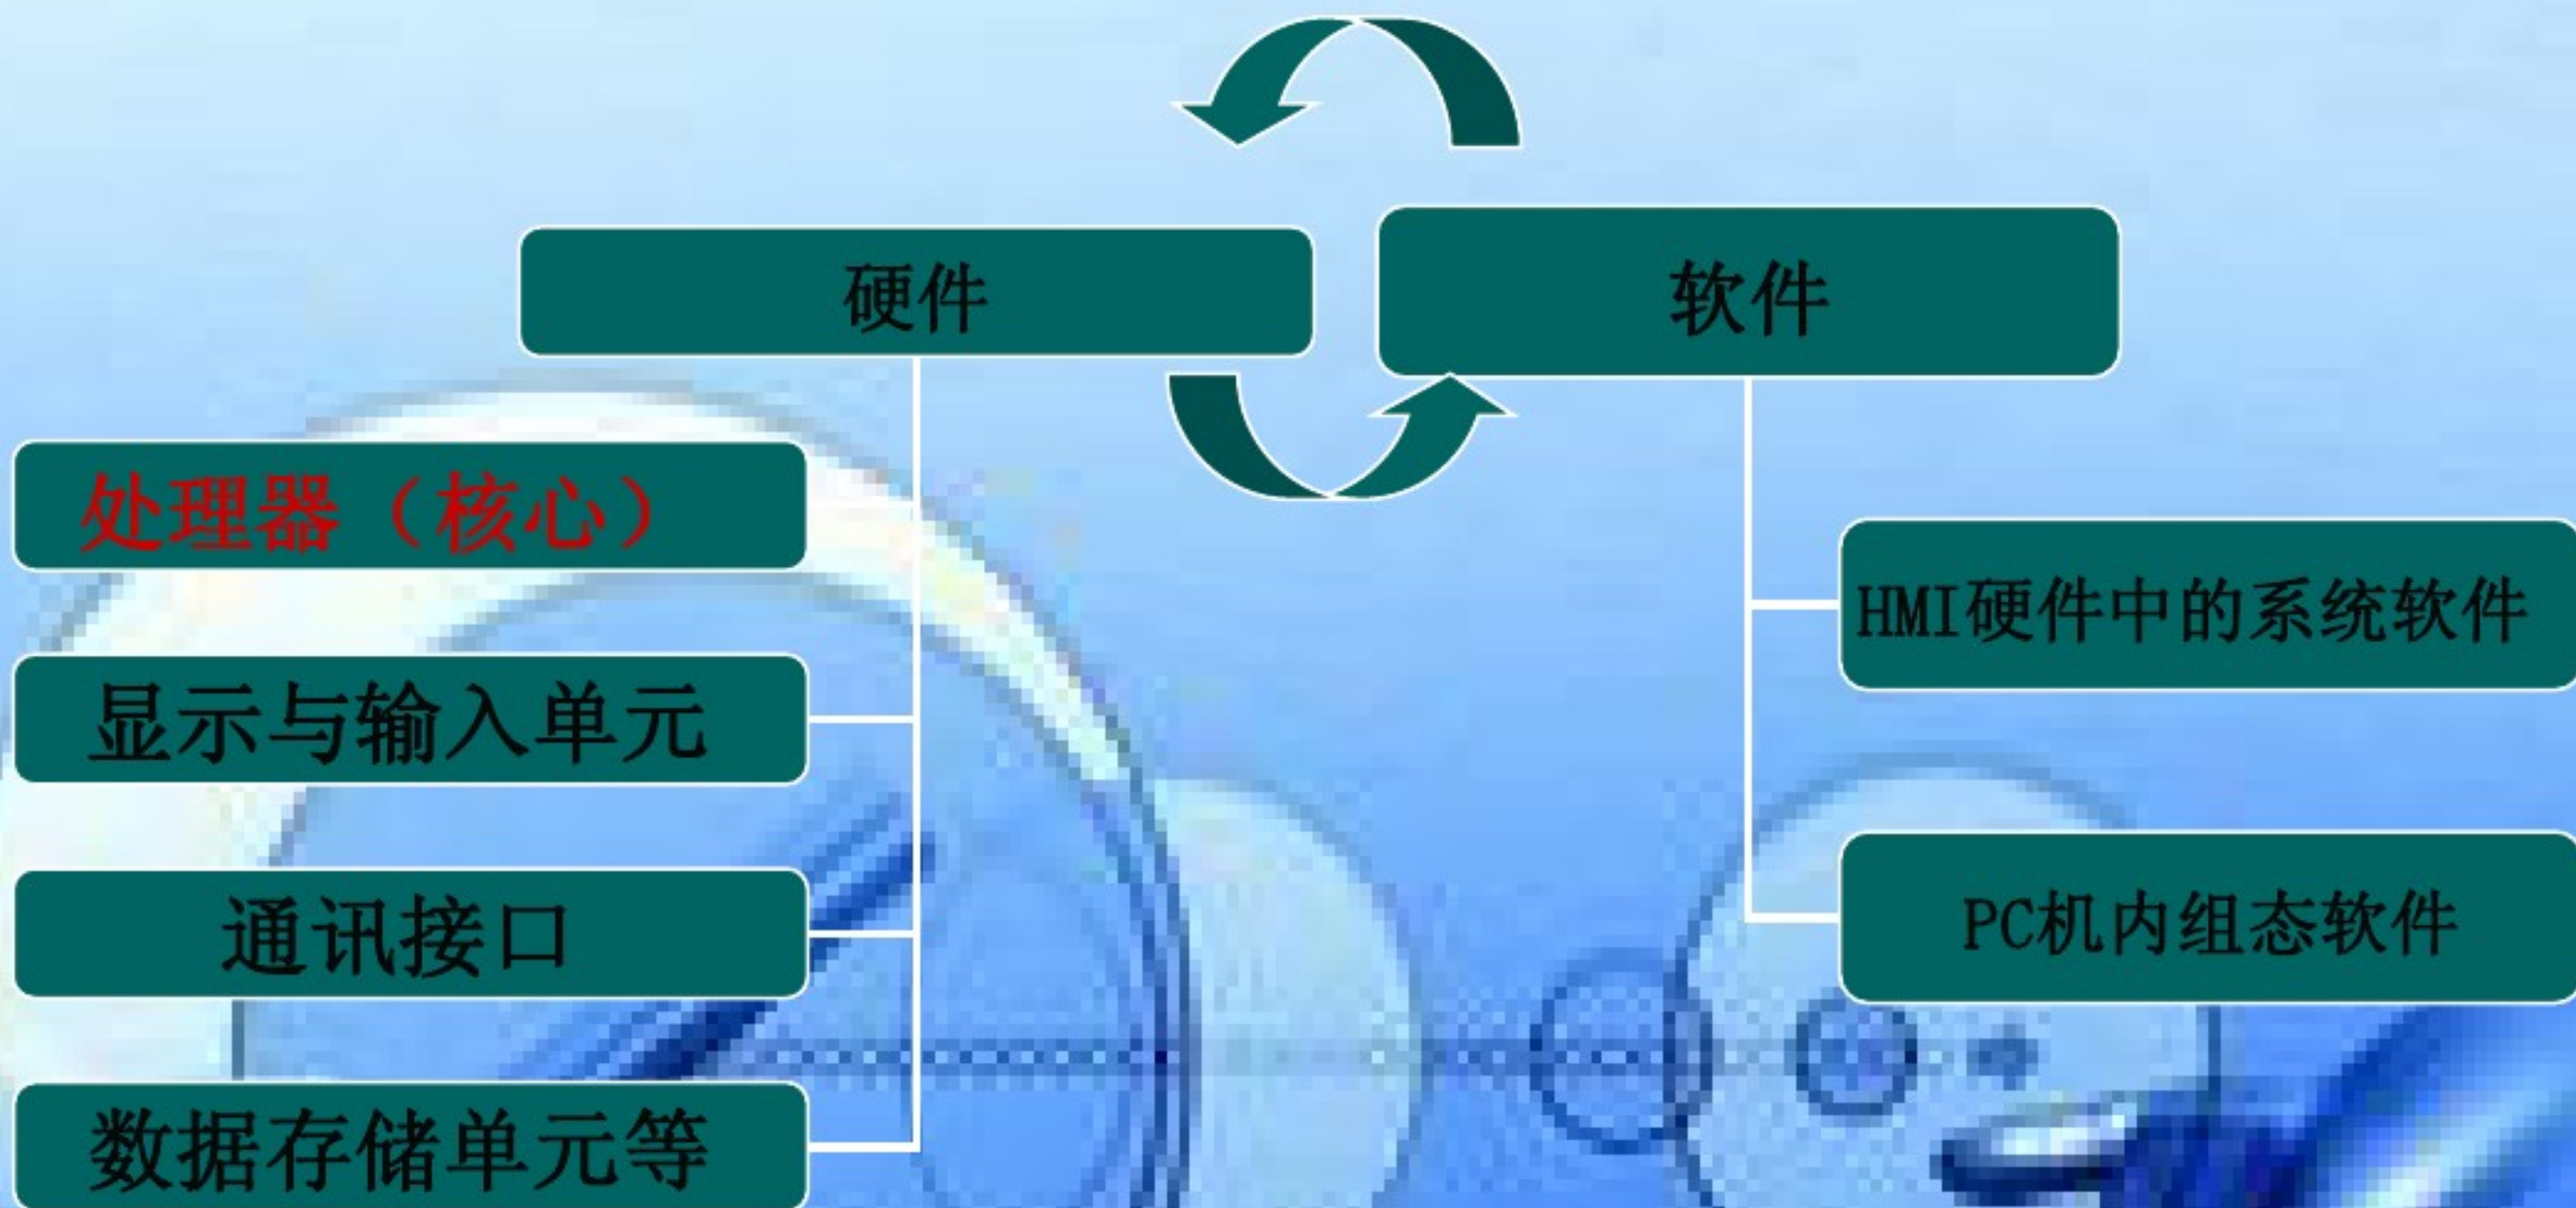 硬件
处理器（核心）
显示与输入单元
通讯接口
数据存储单元等
软件
HMI硬件中的系统软件
PC机内组态软件